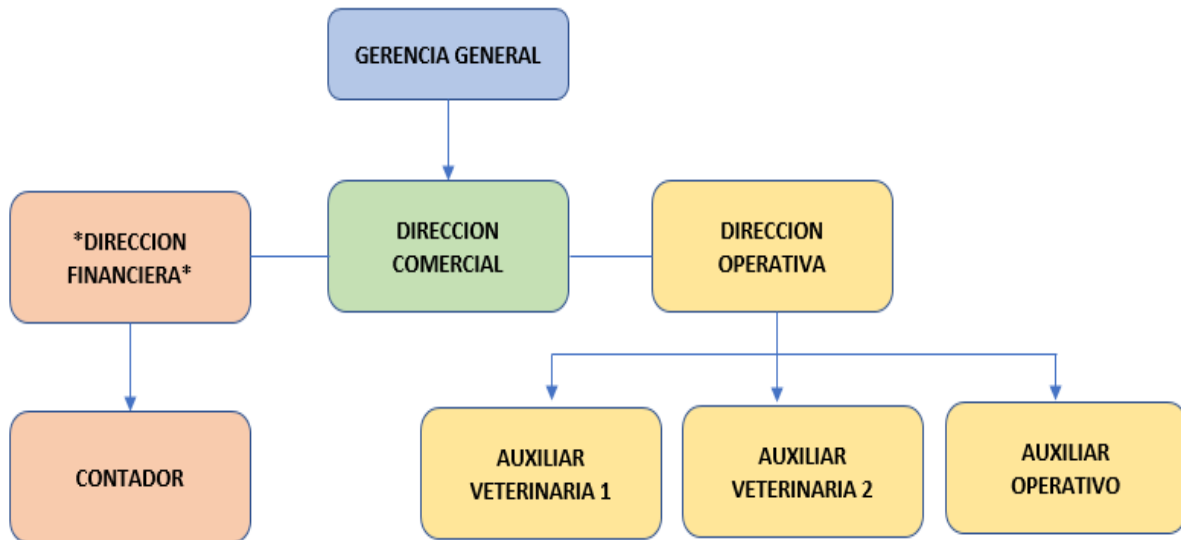 GERENCIA GENERAL
*DIRECCION
FINANCIERA*
DIRECCION
COMERCIAL
DIRECCION
OPERATIVA
CONTADOR
AUXILIAR
VETERINARIA 1
AUXILIAR
VETERINARIA 2
AUXILIAR
OPERATIVO